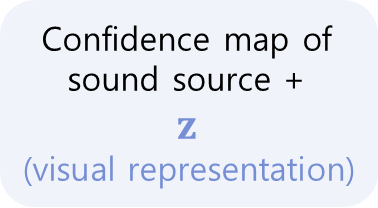 Confidence map of
sound source +
z
(visual representation)